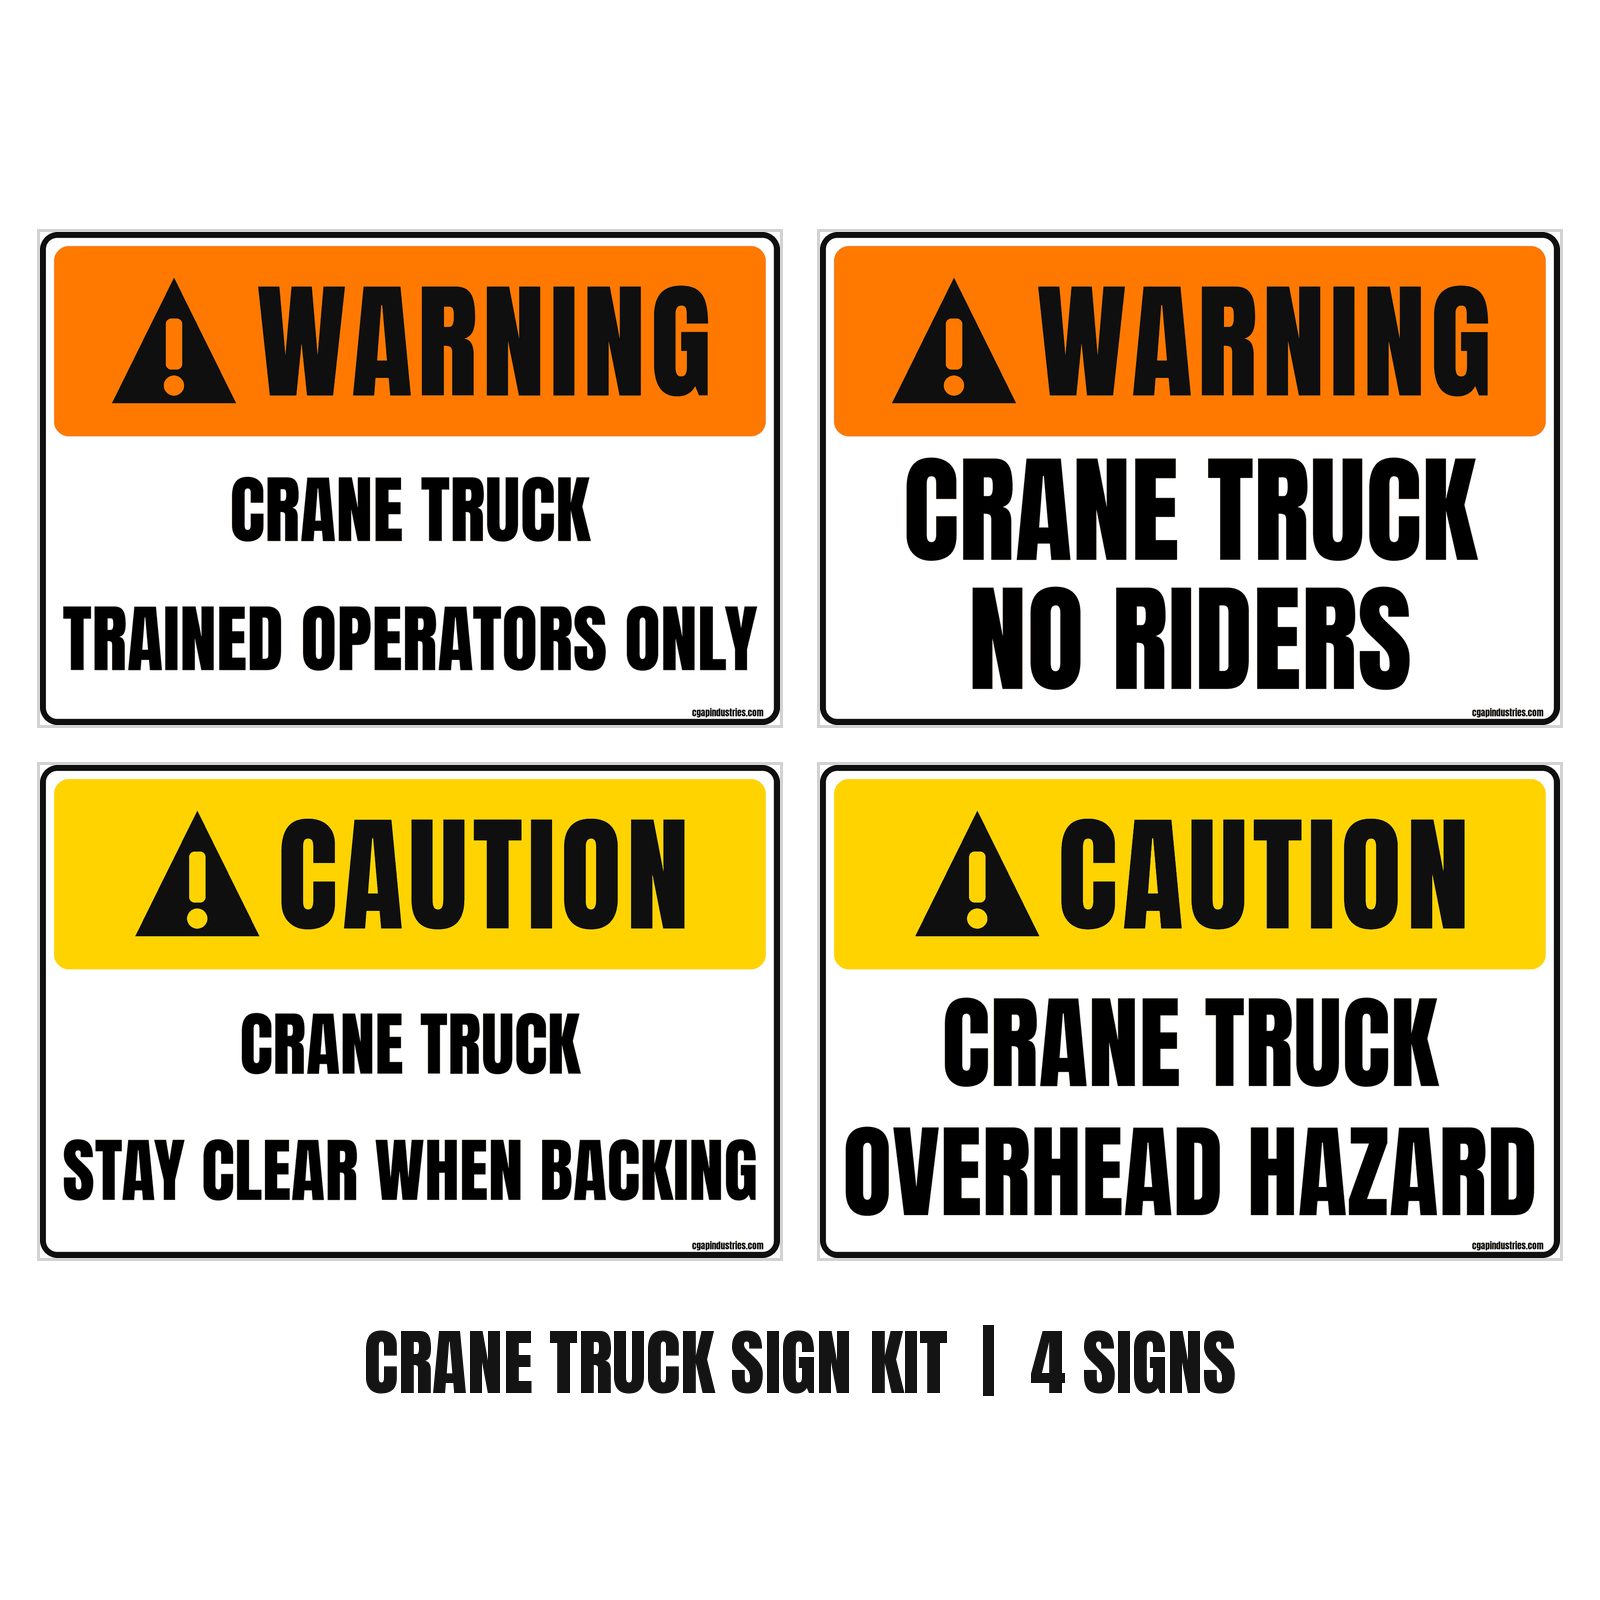 WARNING
CRANE TRUCK
TRAINED OPERATORS ONLY
cgapindustries.com
WARNING
CRANE TRUCK
NO RIDERS
cgapindustries.com
CAUTION
CRANE TRUCK
STAY CLEAR WHEN BACKING
cgapindustries.com
CAUTION
CRANE TRUCK
OVERHEAD HAZARD
cgapindustries.com
CRANE TRUCK SIGN KIT | 4 SIGNS